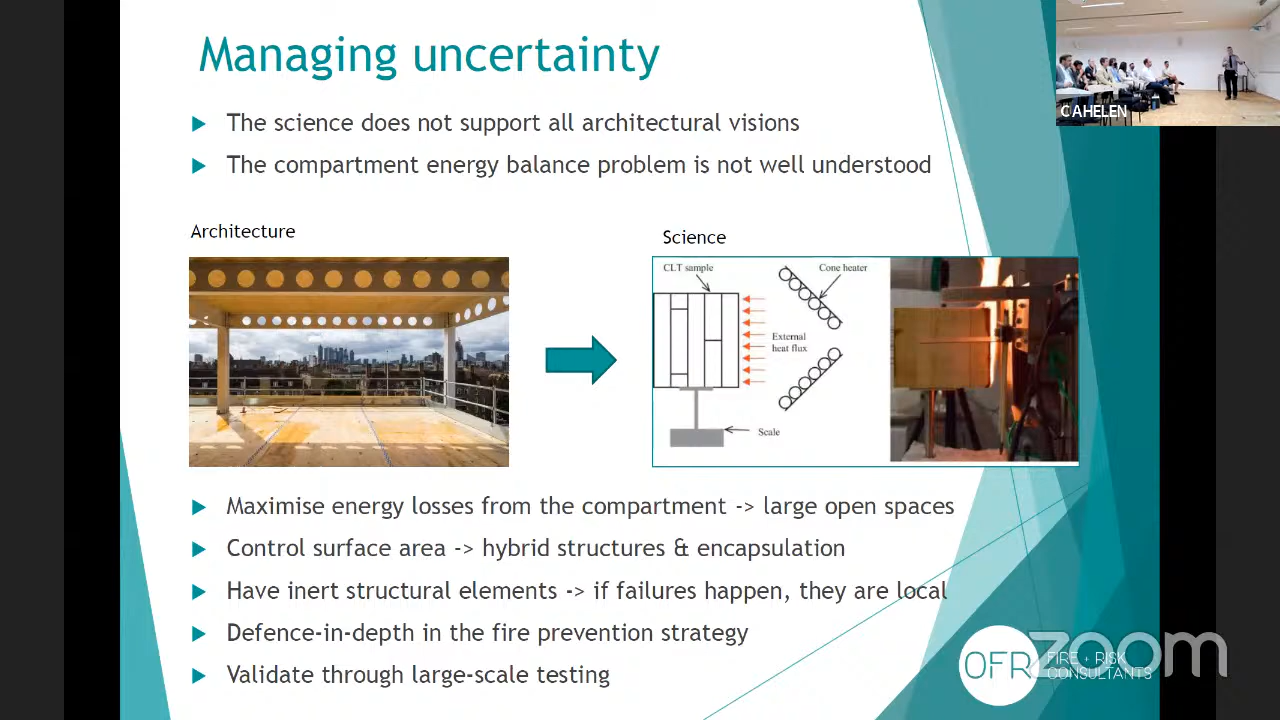 Managing uncertainty
CAHELEN
The science does not support all architectural visions
The compartment energy balance problem is not well understood
Architecture
Science
CLT sample
Cone heater
External
heat flux
Scale
Maximise energy losses from the compartment -> large open spaces
Control surface area -> hybrid structures & encapsulation
Have inert structural elements -> if failures happen, they are local
Defence-in-depth in the fire prevention strategy
Validate through large-scale testing
OFR
FIRE + RISK
CONSULTANTS
zoom